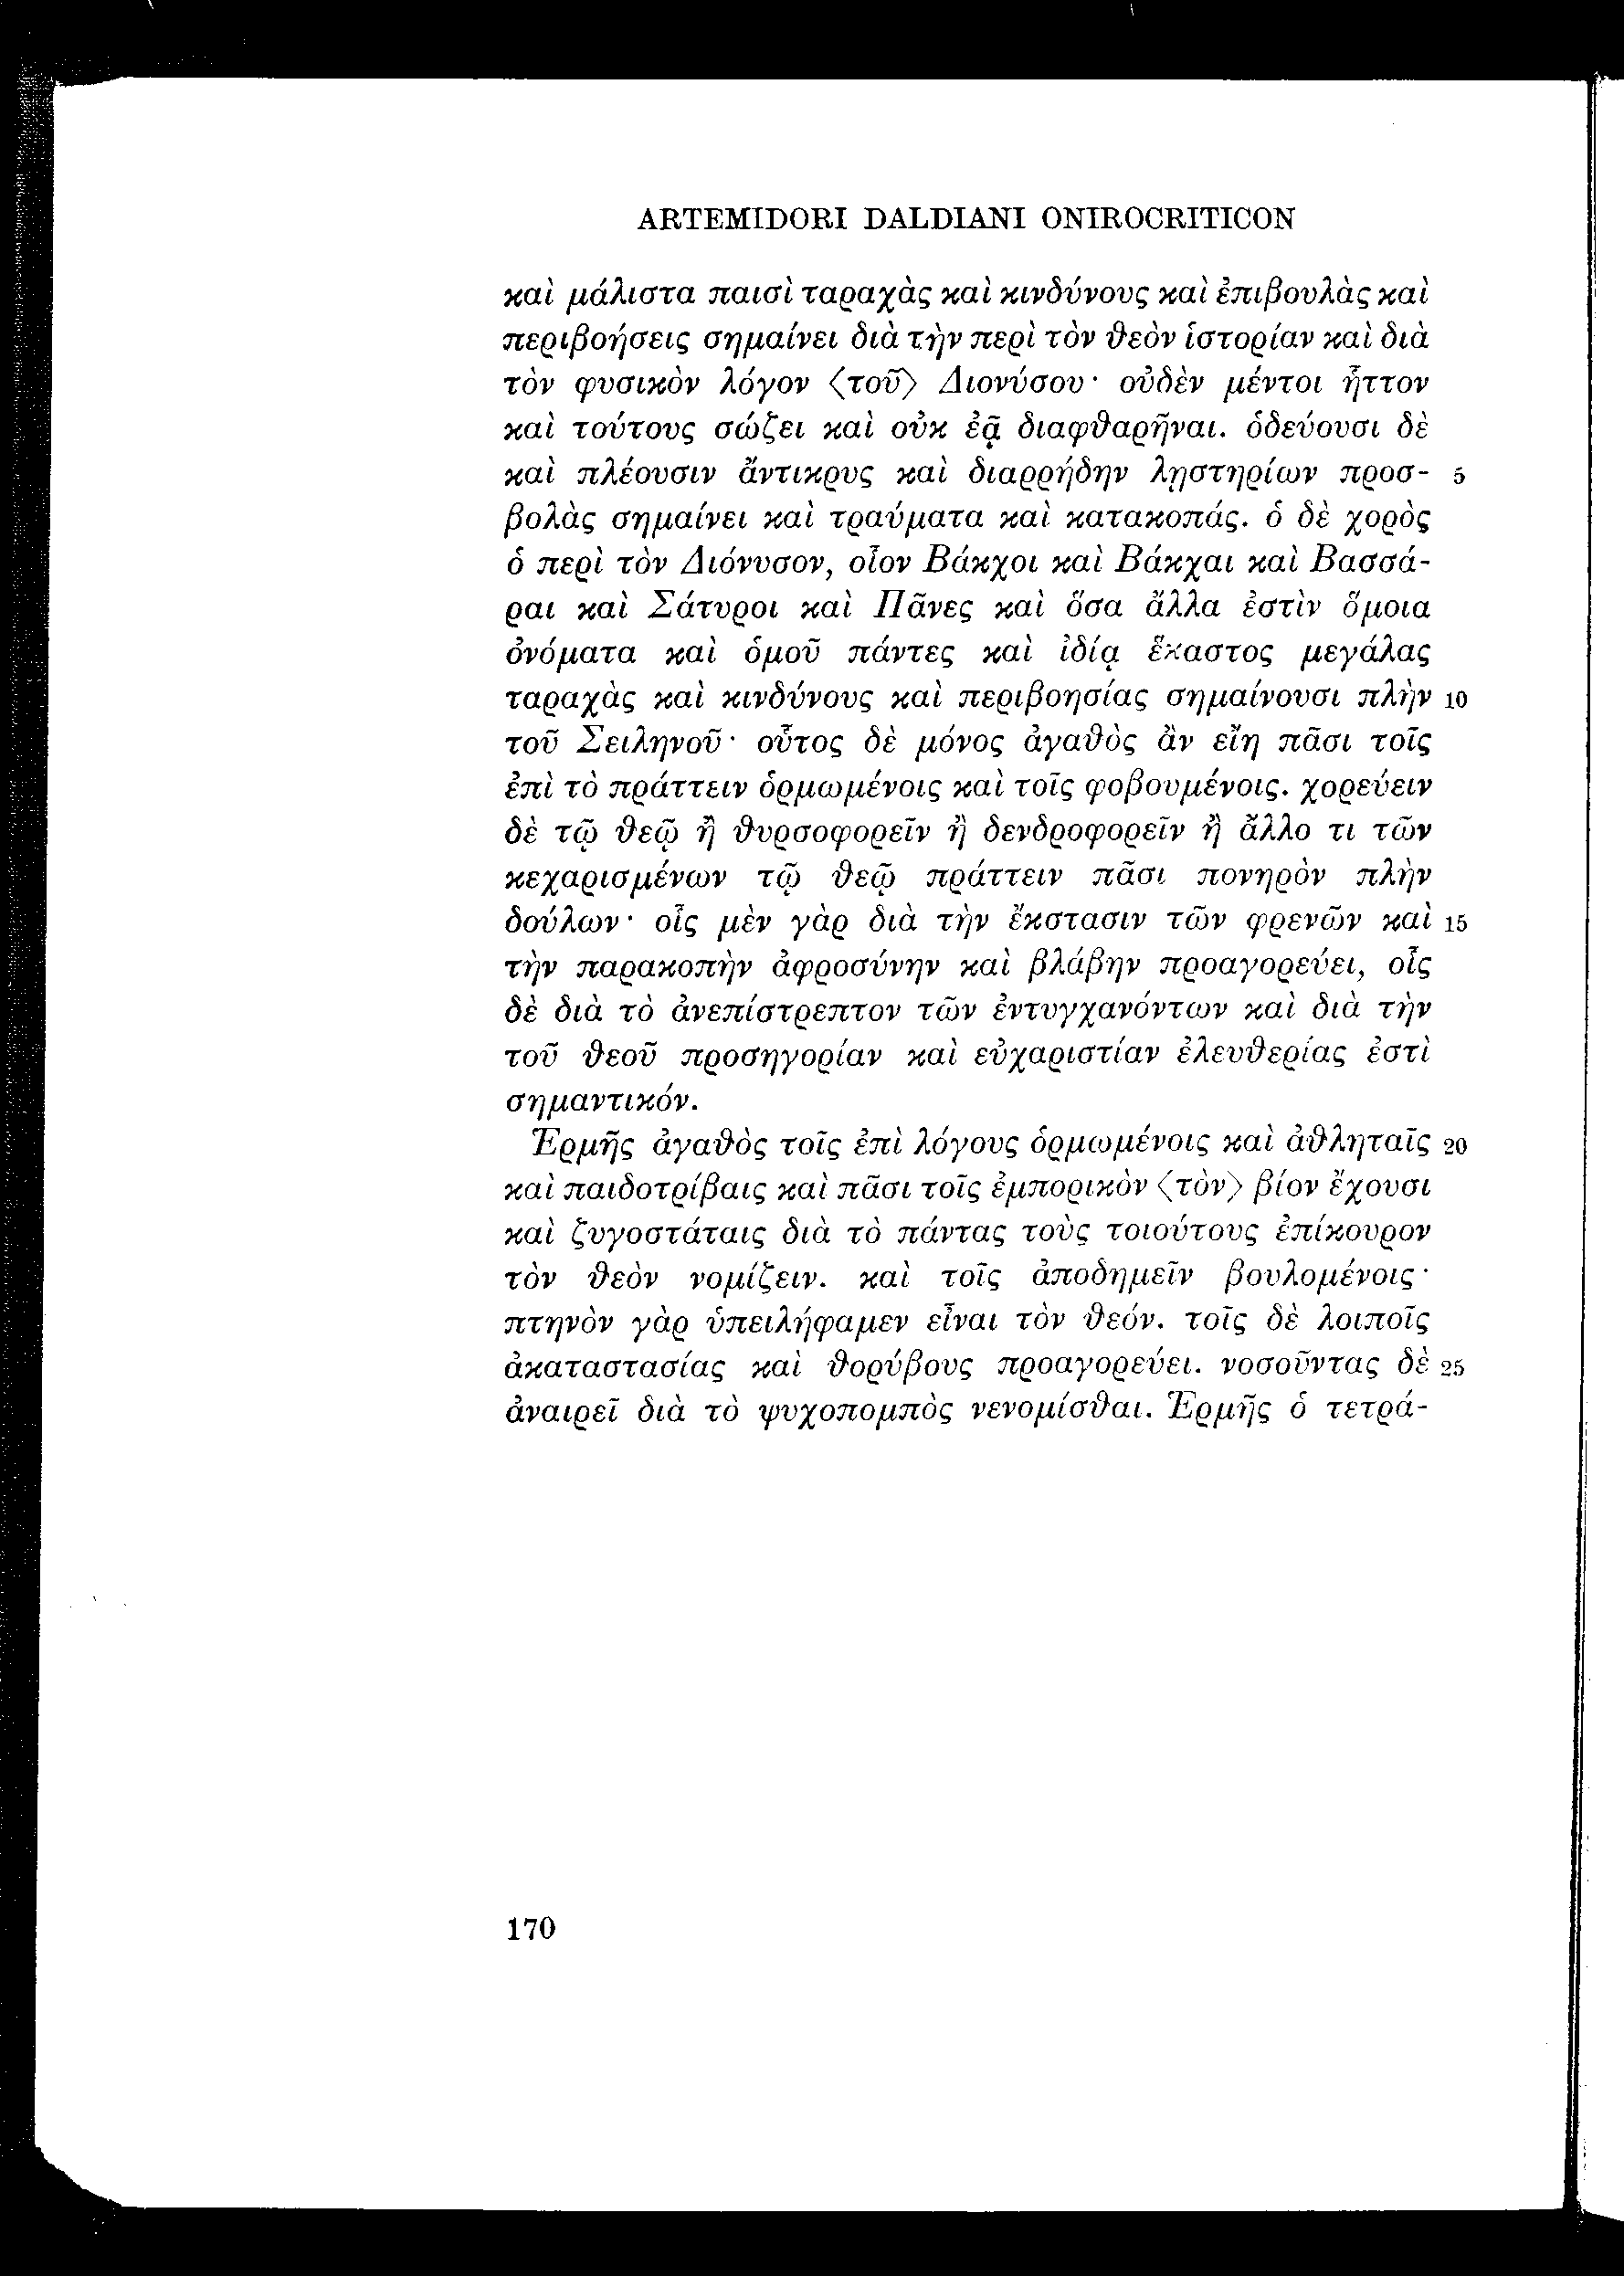 ARTEMIDORI DALDIANI ONIROCRITICON
καὶ μάλιστα παισὶ ταραχὰς καὶ κινδύνους καὶ ἐπιβουλὰς καὶ
περιβοήσεις σημαίνει διὰ τὴν περὶ τὸν θεὸν ἱστορίαν καὶ διὰ
τὸν φυσικὸν λόγον 〈τοῦ〉 Διονύσου· οὐδὲν μέντοι ἧττον
καὶ τούτους σώζει καὶ οὐκ ἐᾷ διαφθαρῆναι. ὁδεύουσι δὲ
καὶ πλέουσιν ἄντικρυς καὶ διαρρήδην λῃστηρίων προσ- 5
βολὰς σημαίνει καὶ τραύματα καὶ κατακοπάς. ὁ δὲ χορὸς
ὁ περὶ τὸν Διόνυσον, οἷον Βάκχοι καὶ Βάκχαι καὶ Βασσά-
ραι καὶ Σάτυροι καὶ Πᾶνες καὶ ὅσα ἄλλα ἐστὶν ὅμοια
ὀνόματα καὶ ὁμοῦ πάντες καὶ ἰδίᾳ ἕκαστος μεγάλας
ταραχὰς καὶ κινδύνους καὶ περιβοησίας σημαίνουσι πλὴν 10
τοῦ Σειληνοῦ· οὗτος δὲ μόνος ἀγαθὸς ἂν εἴη πᾶσι τοῖς
ἐπὶ τὸ πράττειν ὁρμωμένοις καὶ τοῖς φοβουμένοις. χορεύειν
δὲ τῷ θεῷ ἢ θυρσοφορεῖν ἢ δενδροφορεῖν ἢ ἄλλο τι τῶν
κεχαρισμένων τῷ θεῷ πράττειν πᾶσι πονηρὸν πλὴν
δούλων· οἷς μὲν γὰρ διὰ τὴν ἔκστασιν τῶν φρενῶν καὶ 15
τὴν παρακοπὴν ἀφροσύνην καὶ βλάβην προαγορεύει, οἷς
δὲ διὰ τὸ ἀνεπίστρεπτον τῶν ἐντυγχανόντων καὶ διὰ τὴν
τοῦ θεοῦ προσηγορίαν καὶ εὐχαριστίαν ἐλευθερίας ἐστὶ
σημαντικόν.
Ἑρμῆς ἀγαθὸς τοῖς ἐπὶ λόγους ὁρμωμένοις καὶ ἀθληταῖς 20
καὶ παιδοτρίβαις καὶ πᾶσι τοῖς ἐμπορικὸν 〈τὸν〉 βίον ἔχουσι
καὶ ζυγοστάταις διὰ τὸ πάντας τοὺς τοιούτους ἐπίκουρον
τὸν θεὸν νομίζειν. καὶ τοῖς ἀποδημεῖν βουλομένοις·
πτηνὸν γὰρ ὑπειλήφαμεν εἶναι τὸν θεόν. τοῖς δὲ λοιποῖς
ἀκαταστασίας καὶ θορύβους προαγορεύει. νοσοῦντας δὲ 25
ἀναιρεῖ διὰ τὸ ψυχοπομπὸς νενομίσθαι. Ἑρμῆς ὁ τετρά-
170